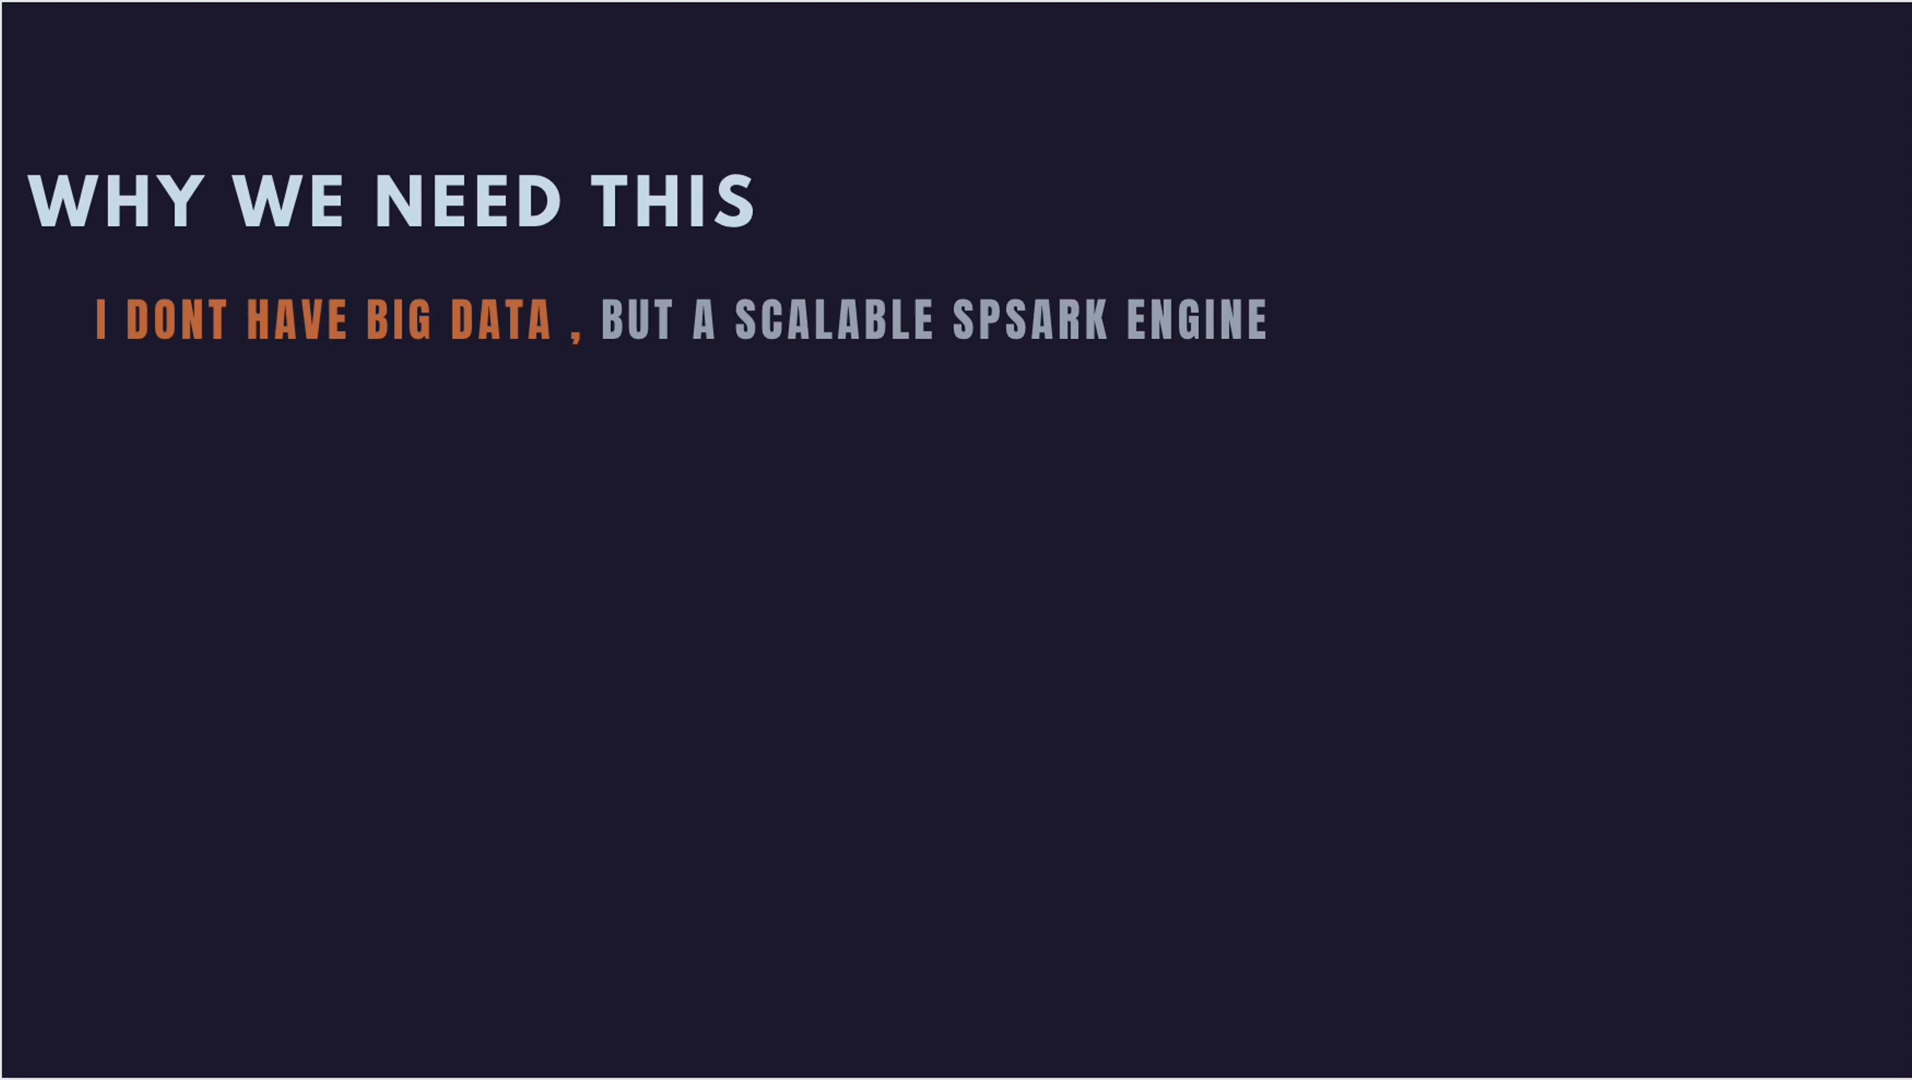 WHY WE NEED THIS
I DONT HAVE BIG DATA , BUT A SCALABLE SPSARK ENGINE